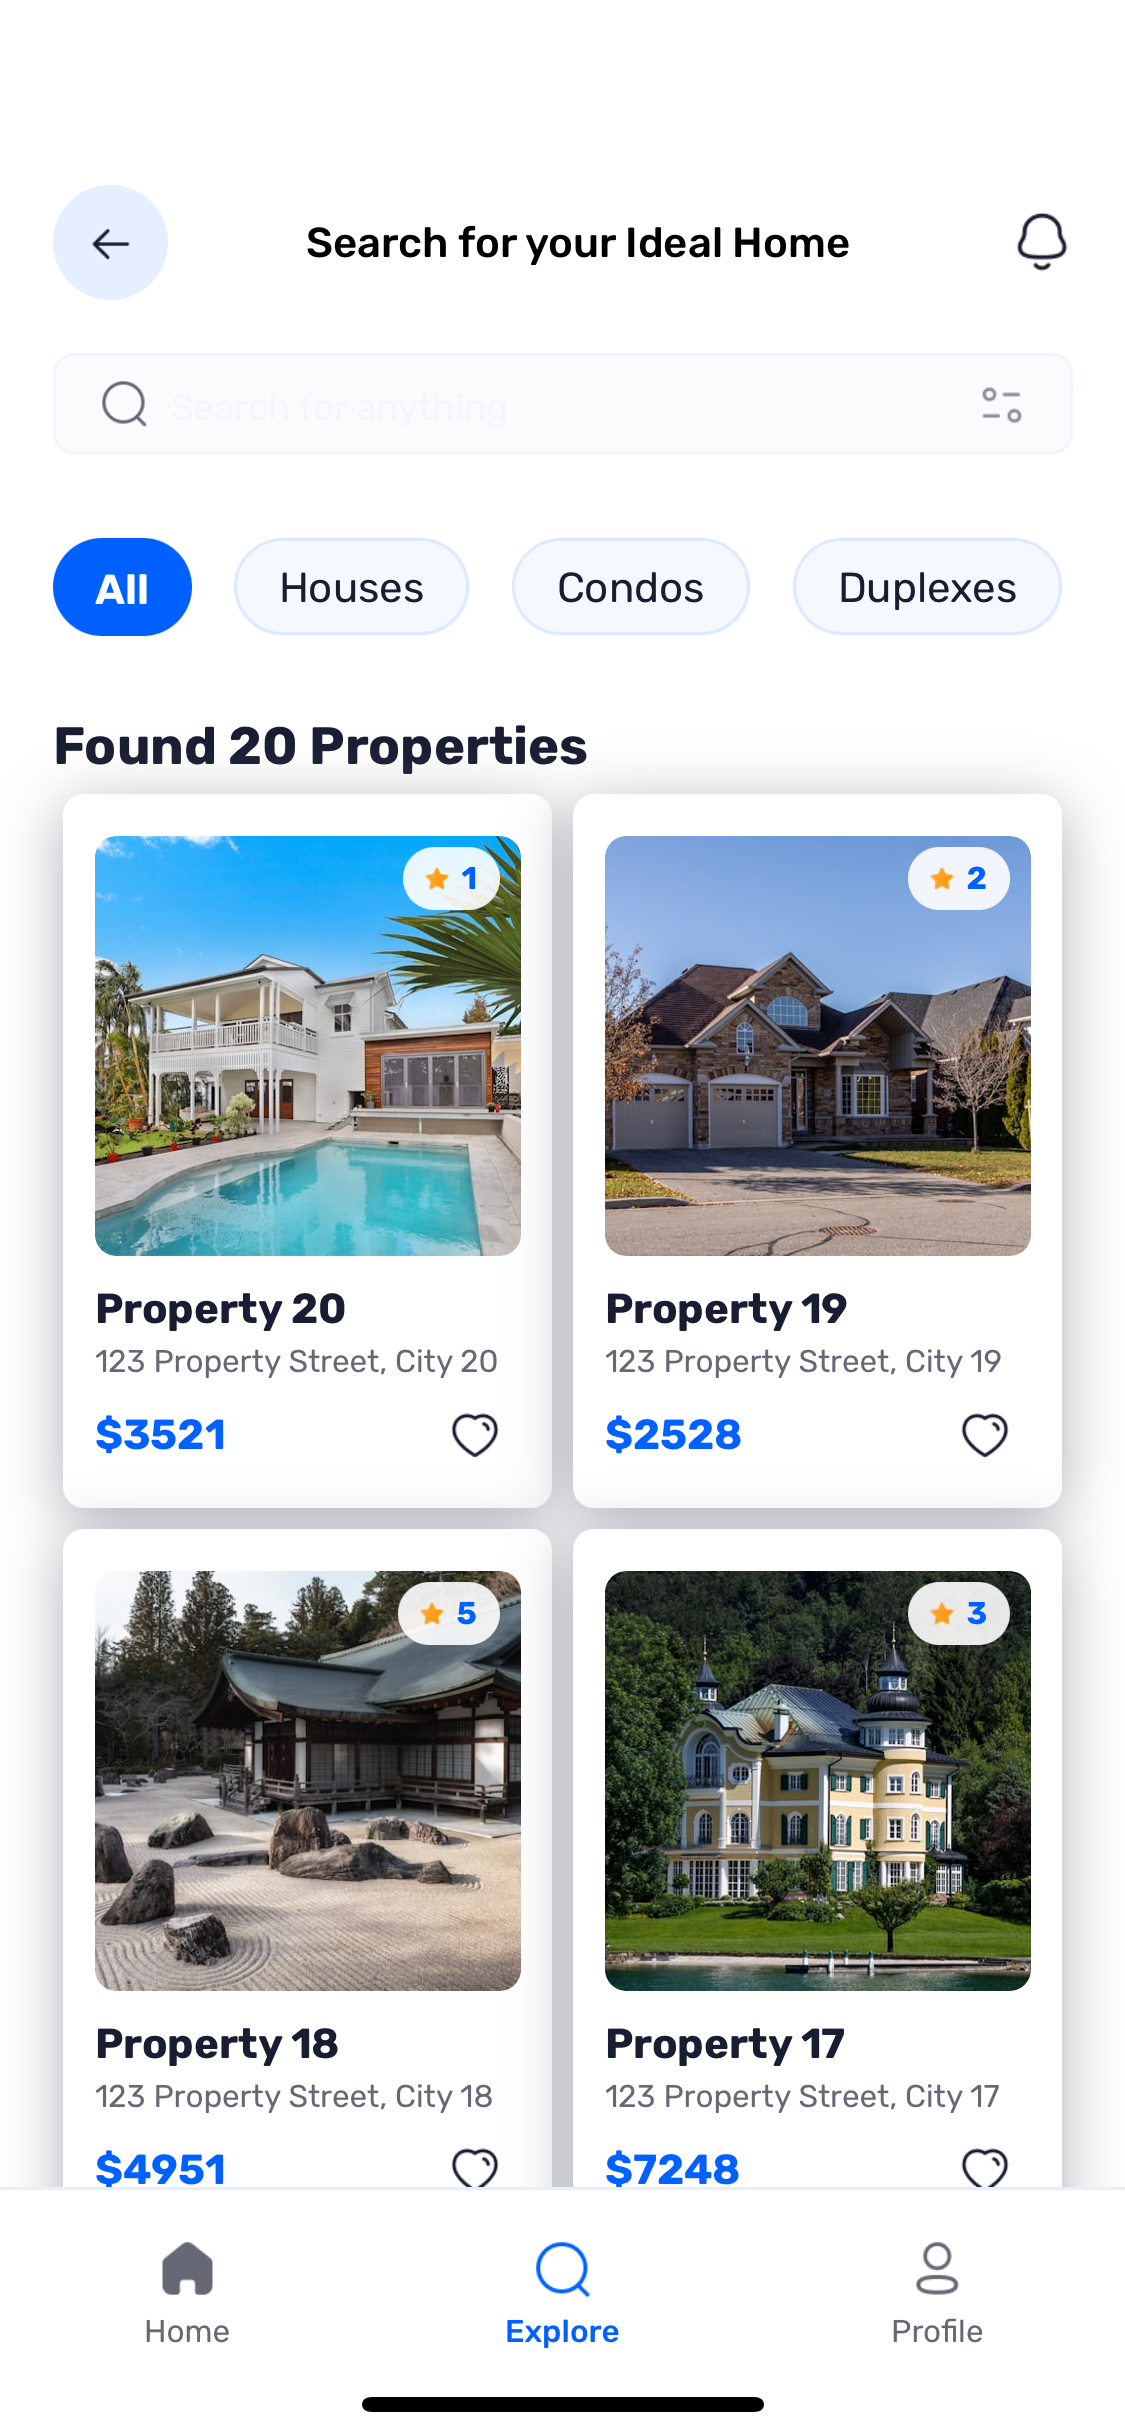 Search for your Ideal Home
Search for anything
All Houses Condos Duplexes
Found 20 Properties
1 2
Property 20 Property 19
123 Property Street, City 20 123 Property Street, City 19
$3521 $2528
5 3
Property 18 Property 17
123 Property Street, City 18 123 Property Street, City 17
$4951 $7248
Home Explore Profile